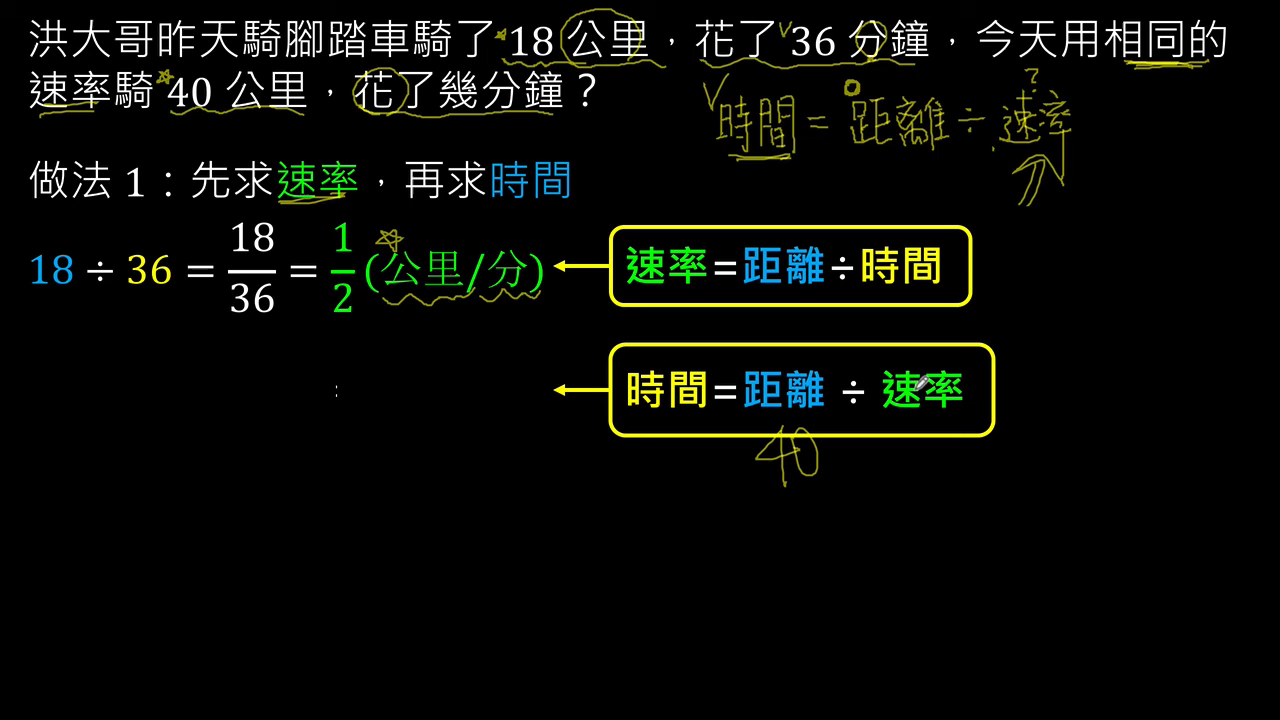 洪大哥昨天騎腳踏車騎了 18 公里，花了 36 分鐘，今天用相同的
速率騎 40 公里，花了幾分鐘？
?
時間 = 距離 ÷ 速率
做法 1：先求速率，再求時間
18 ÷ 36 = 18/36 = 1/2 (公里/分)
速率=距離÷時間
:
時間=距離 ÷ 速率
40